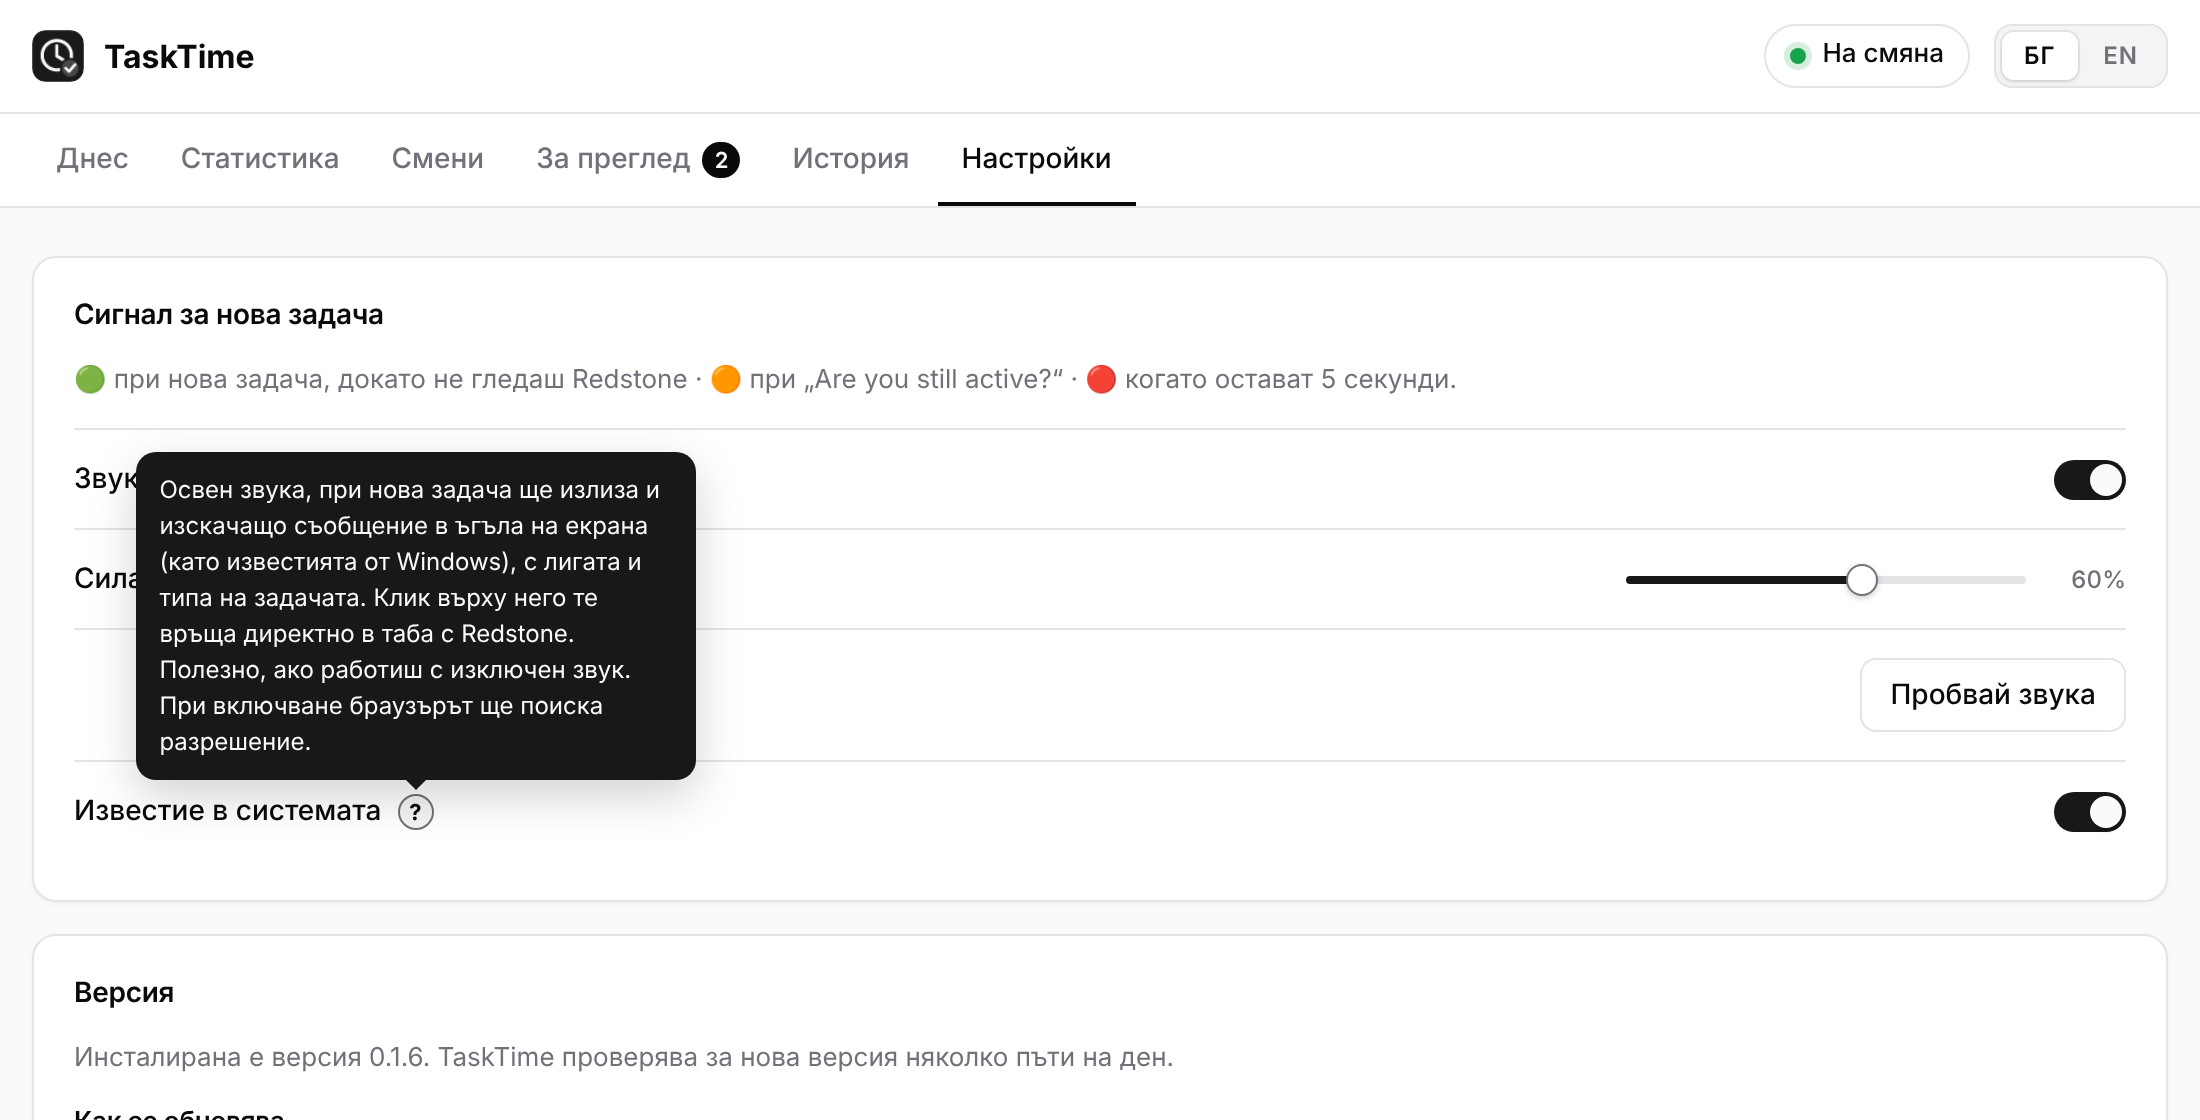 TaskTime
На смяна
БГ EN
Днес Статистика Смени За преглед 2 История Настройки
Сигнал за нова задача
🟢 при нова задача, докато не гледаш Redstone · 🟠 при „Are you still active?“ · 🔴 когато остават 5 секунди.
Звук
Сила
60%
Освен звука, при нова задача ще излиза и
изскачащо съобщение в ъгъла на екрана
(като известията от Windows), с лигата и
типа на задачата. Клик върху него те
връща директно в таба с Redstone.
Полезно, ако работиш с изключен звук.
При включване браузърът ще поиска
разрешение.
Пробвай звука
Известие в системата ?
Версия
Инсталирана е версия 0.1.6. TaskTime проверява за нова версия няколко пъти на ден.
Как се обновява